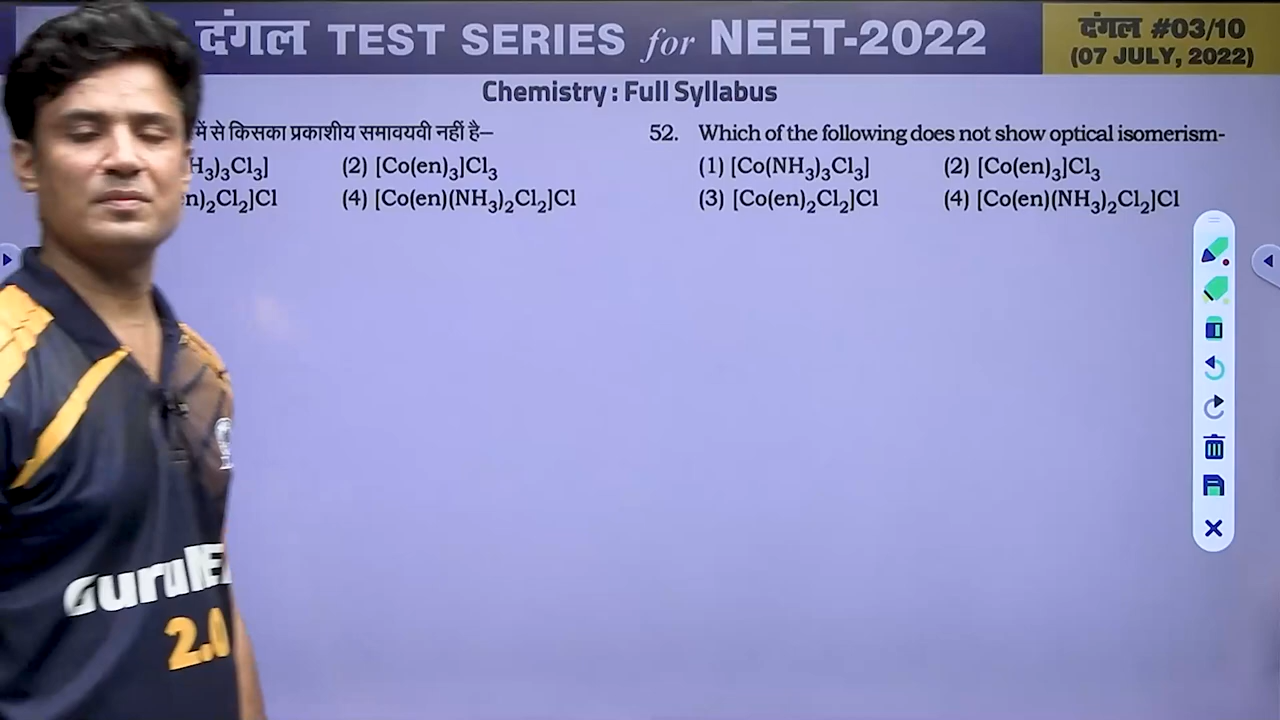 दंगल TEST SERIES for NEET-2022
दंगल #03/10
(07 JULY, 2022)
Chemistry : Full Syllabus
में से किसका प्रकाशीय समावयवी नहीं है–
H₃)₃Cl₃] (2) [Co(en)₃]Cl₃
en)₂Cl₂]Cl (4) [Co(en)(NH₃)₂Cl₂]Cl
52. Which of the following does not show optical isomerism-
(1) [Co(NH₃)₃Cl₃] (2) [Co(en)₃]Cl₃
(3) [Co(en)₂Cl₂]Cl (4) [Co(en)(NH₃)₂Cl₂]Cl
2.0